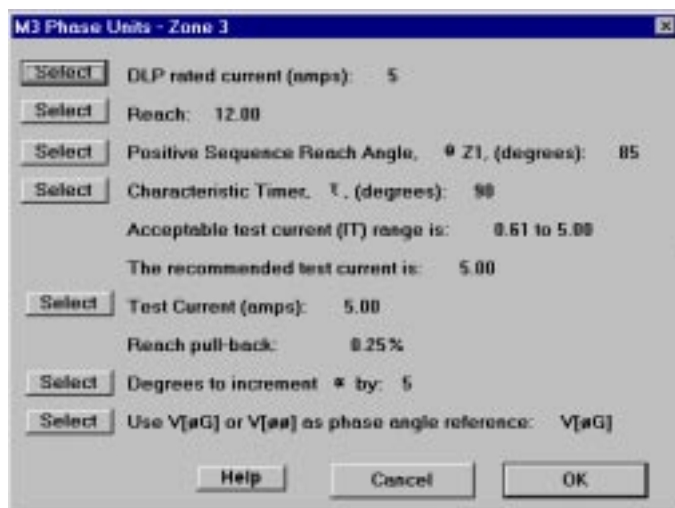 M3 Phase Units - Zone 3
Select DLP rated current (amps): 5
Select Reach: 12.00
Select Positive Sequence Reach Angle, θ Z1, (degrees): 85
Select Characteristic Timer, τ, (degrees): 90
Acceptable test current (IT) range is: 0.61 to 5.00
The recommended test current is: 5.00
Select Test Current (amps): 5.00
Reach pull-back: 0.25%
Select Degrees to increment ∝ by: 5
Select Use V[øG] or V[øø] as phase angle reference: V[øG]
Help Cancel OK